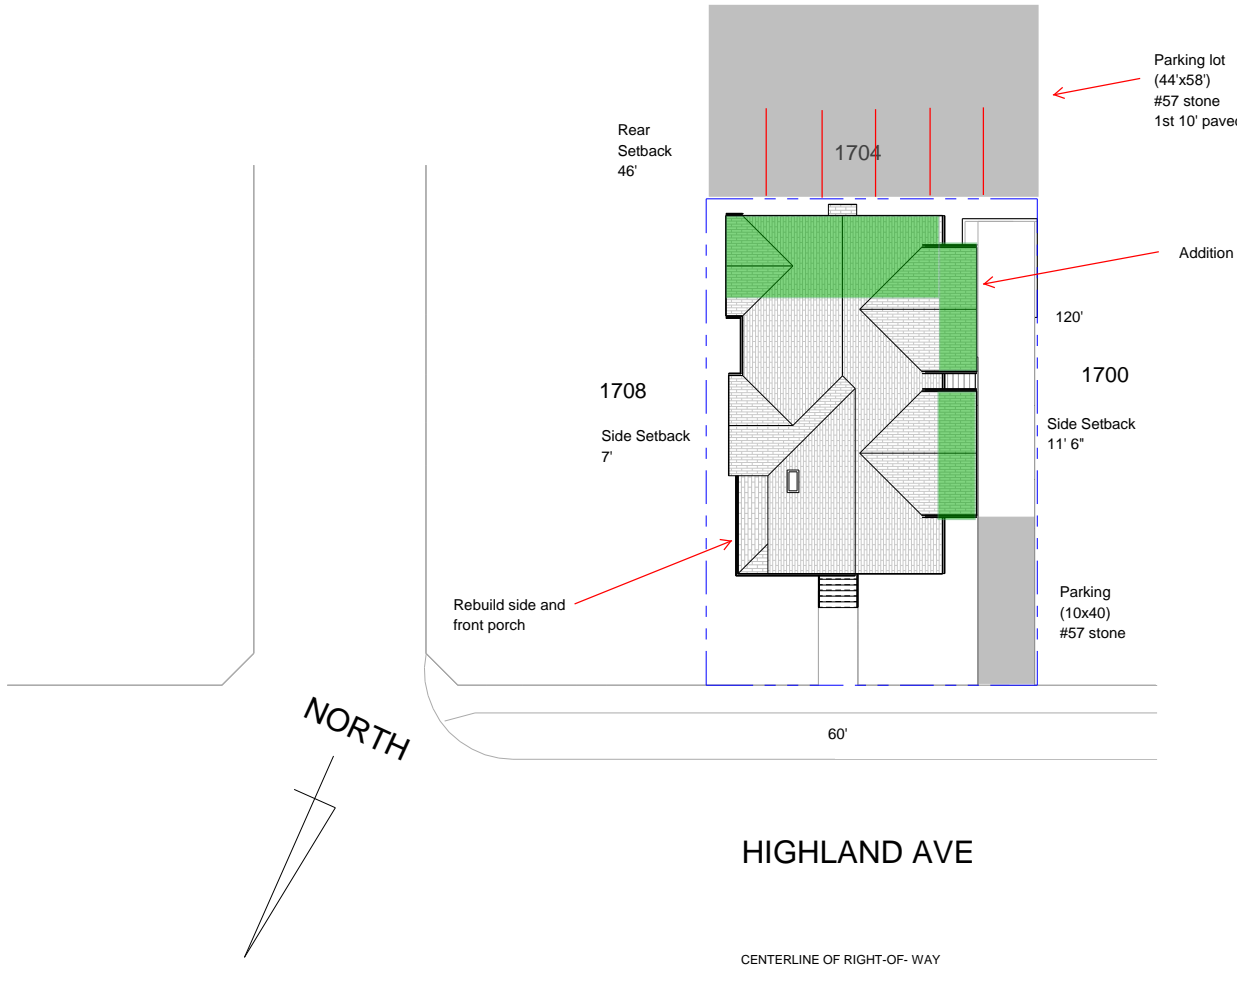 Parking lot
(44'x58')
#57 stone
1st 10' paved
Rear
Setback
46'
1704
Addition
120'
1700
1708
Side Setback
11' 6"
Side Setback
7'
Parking
(10x40)
#57 stone
Rebuild side and
front porch
NORTH
60'
HIGHLAND AVE
CENTERLINE OF RIGHT-OF- WAY